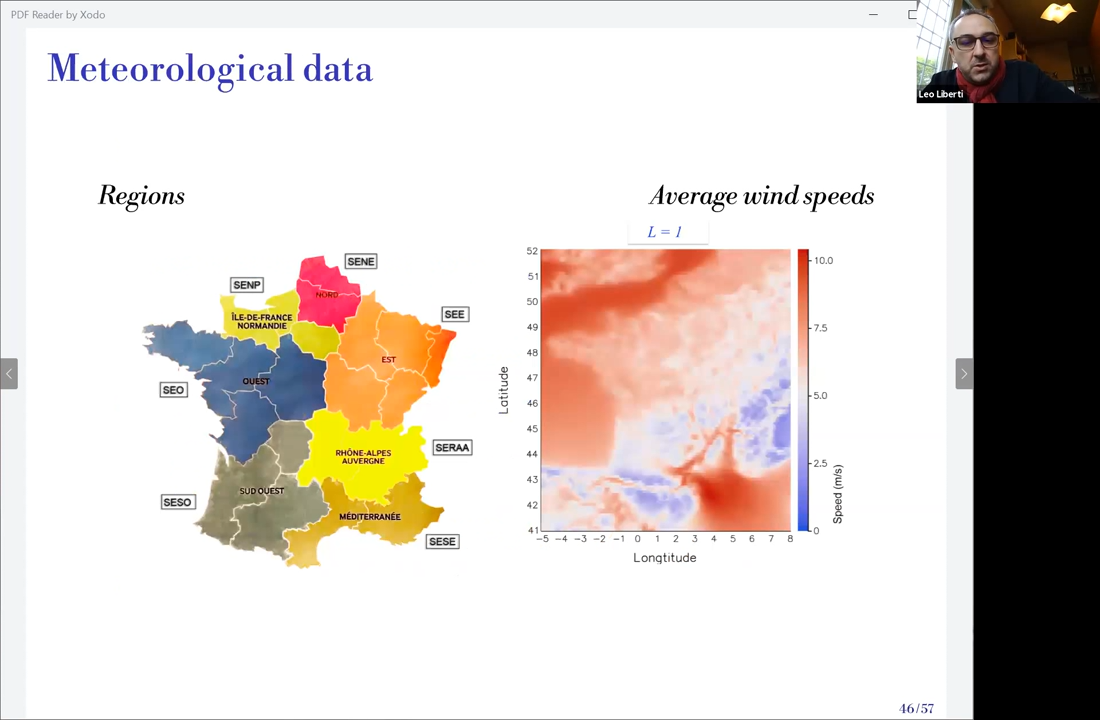 PDF Reader by Xodo
Leo Liberti
Meteorological data
Regions
Average wind speeds
L = 1
SENE
SENP
NORD
ÎLE-DE-FRANCE
NORMANDIE
SEE
EST
OUEST
SEO
RHÔNE-ALPES
AUVERGNE
SERAA
SUD OUEST
SESO
MÉDITERRANÉE
SESE
52
51
50
49
48
47
46
45
44
43
42
41
Latitude
−5 −4 −3 −2 −1 0 1 2 3 4 5 6 7 8
Longtitude
10.0
7.5
5.0
2.5
0
Speed (m/s)
46/57